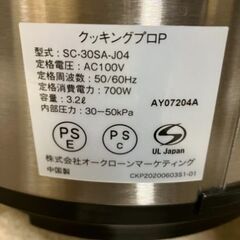 クッキングプロP
型式:SC-30SA-J04
定格電圧:AC100V
定格周波数:50/60Hz
定格消費電力:700W
容量:3.2ℓ
内部圧力:30−50kPa
AY07204A
PS
E
PS
C
UL Japan
株式会社オークローンマーケティング
中国製
CKP20200603S1-01